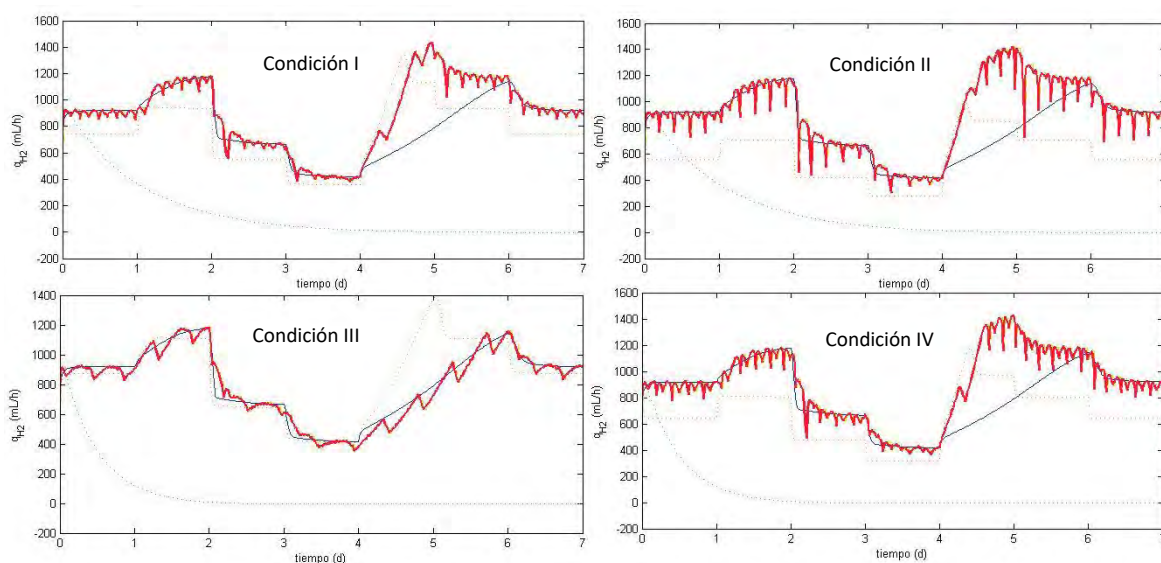 Condición I
1600
1400
1200
1000
800
600
400
200
0
-200
q_H2 (mL/h)
0 1 2 3 4 5 6 7
tiempo (d)
Condición II
1600
1400
1200
1000
800
600
400
200
0
-200
q_H2 (mL/h)
0 1 2 3 4 5 6
tiempo (d)
Condición III
1400
1200
1000
800
600
400
200
0
-200
q_H2 (mL/h)
0 1 2 3 4 5 6 7
tiempo (d)
Condición IV
1600
1400
1200
1000
800
600
400
200
0
-200
q_H2 (mL/h)
0 1 2 3 4 5 6
tiempo (d)